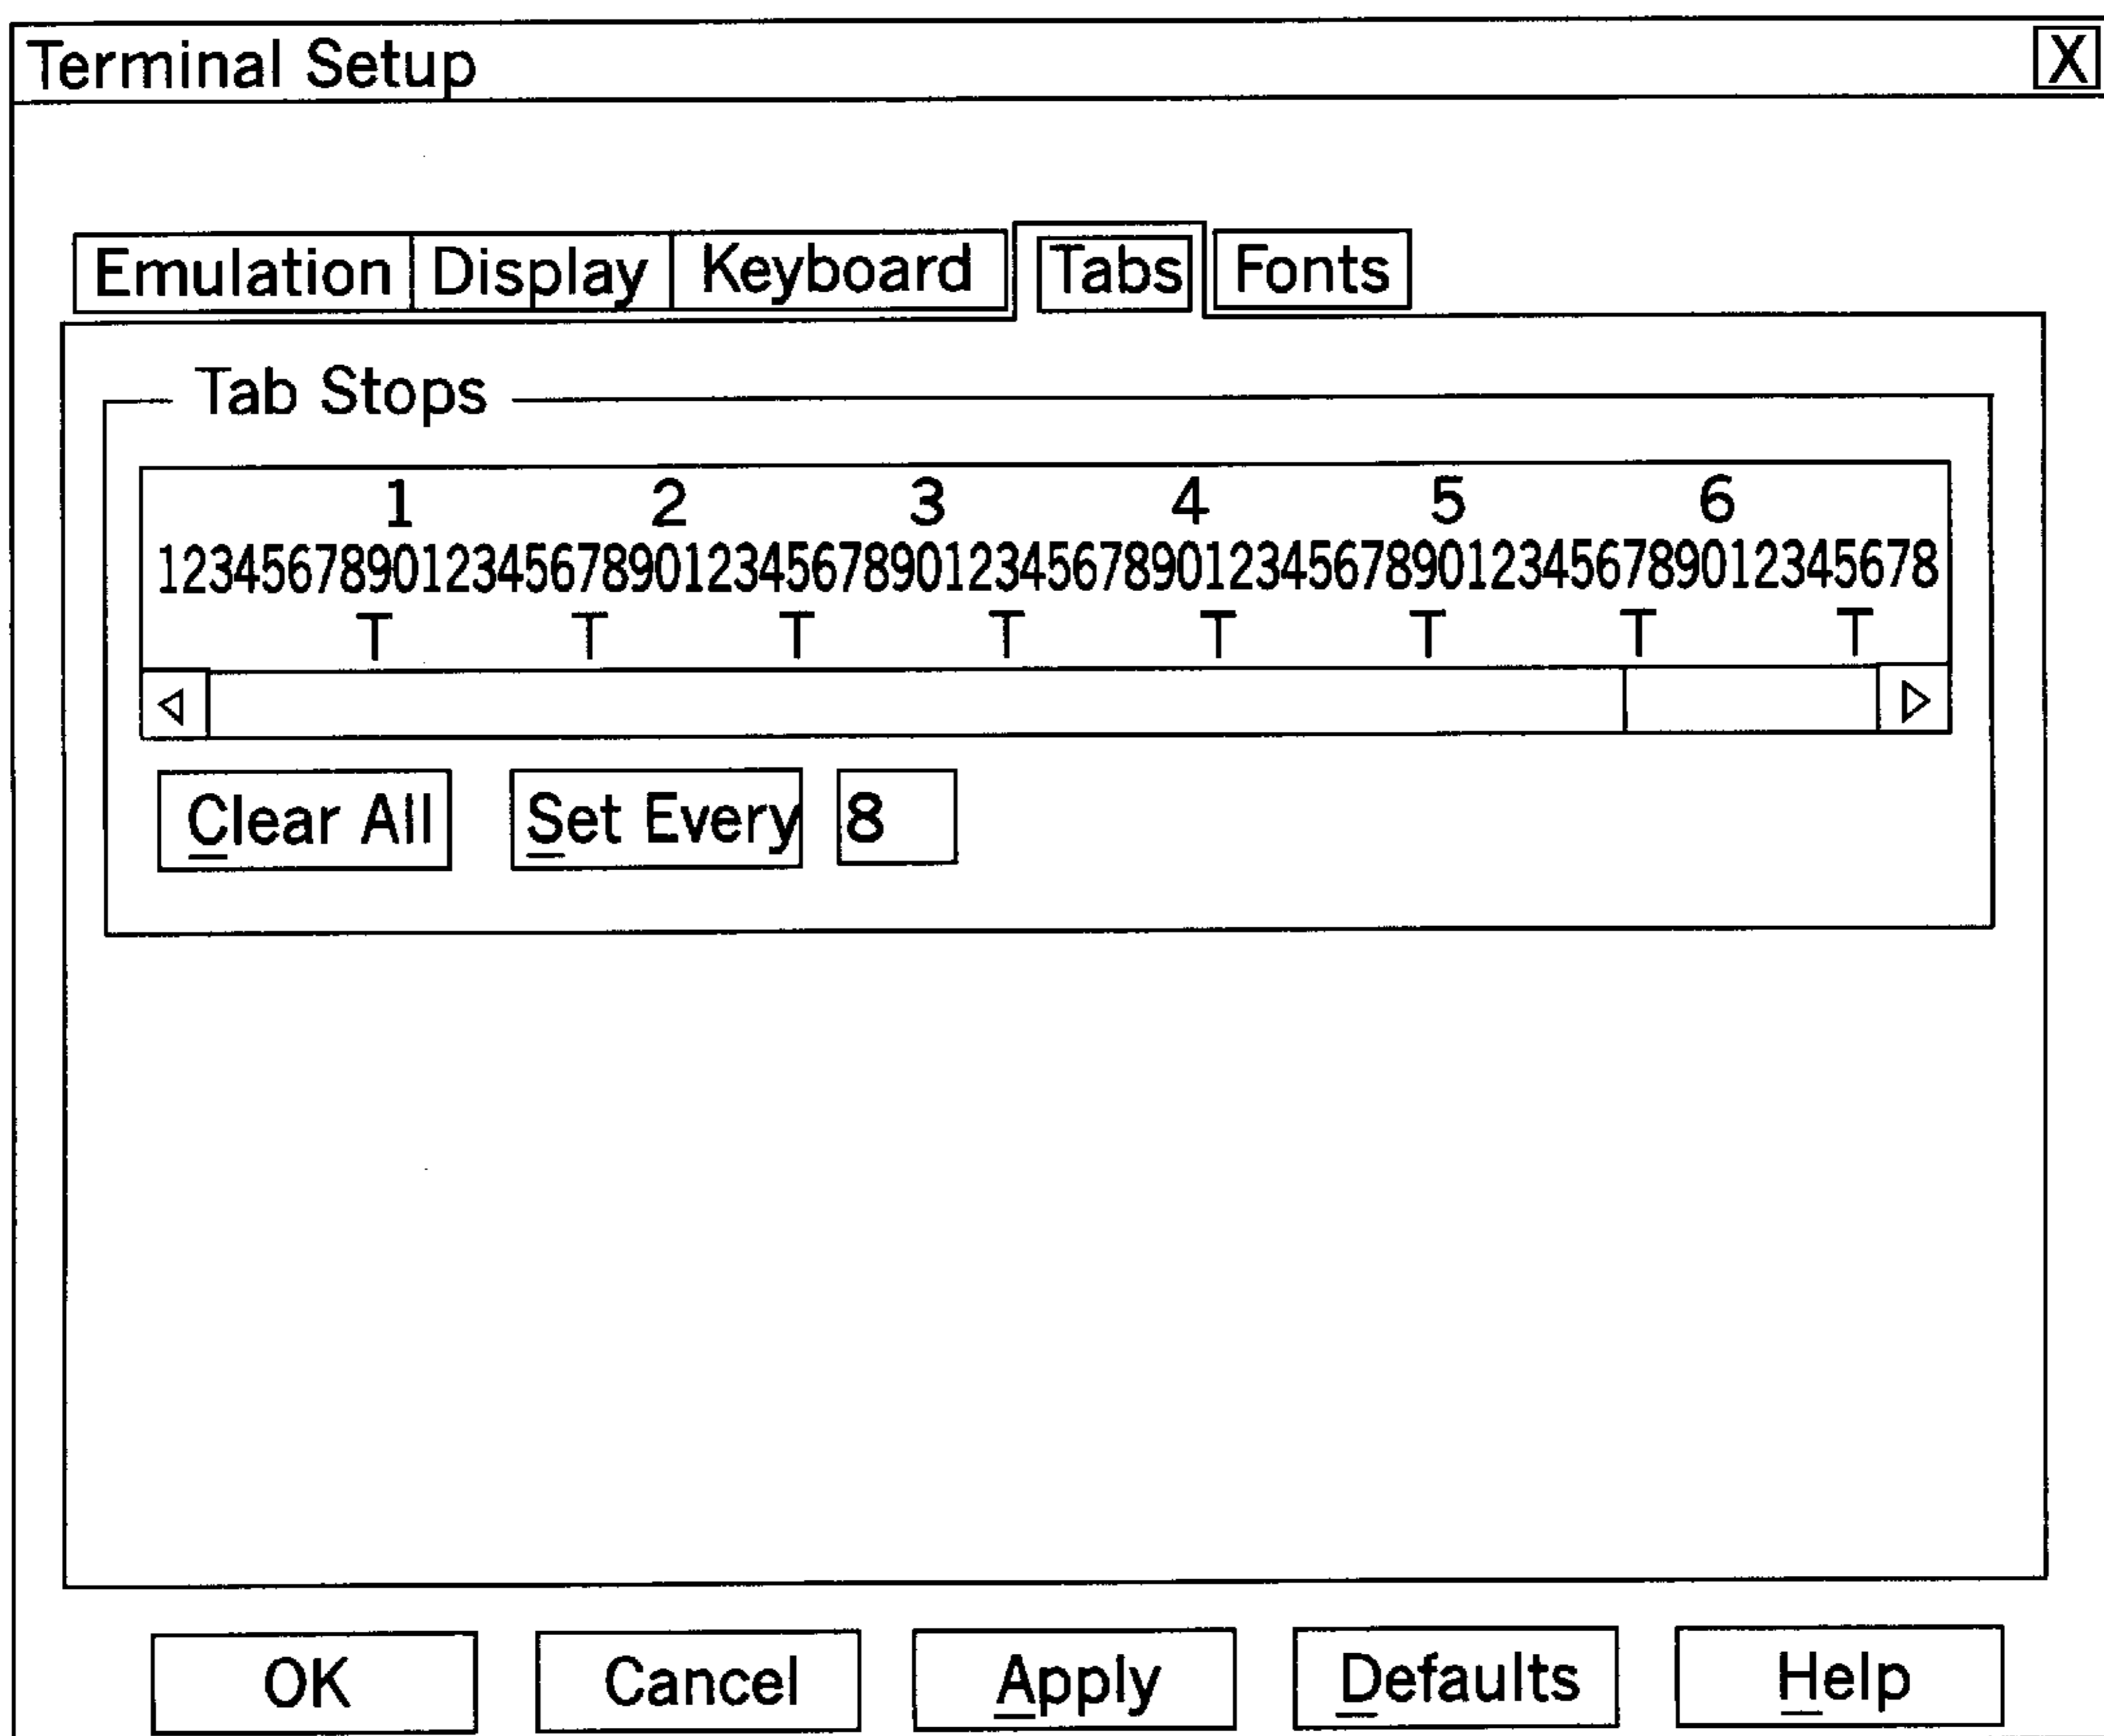 Terminal Setup X
Emulation Display Keyboard Tabs Fonts
Tab Stops
1 2 3 4 5 6
12345678901234567890123456789012345678901234567890123456789012345678
T T T T T T T T
Clear All Set Every 8
OK Cancel Apply Defaults Help